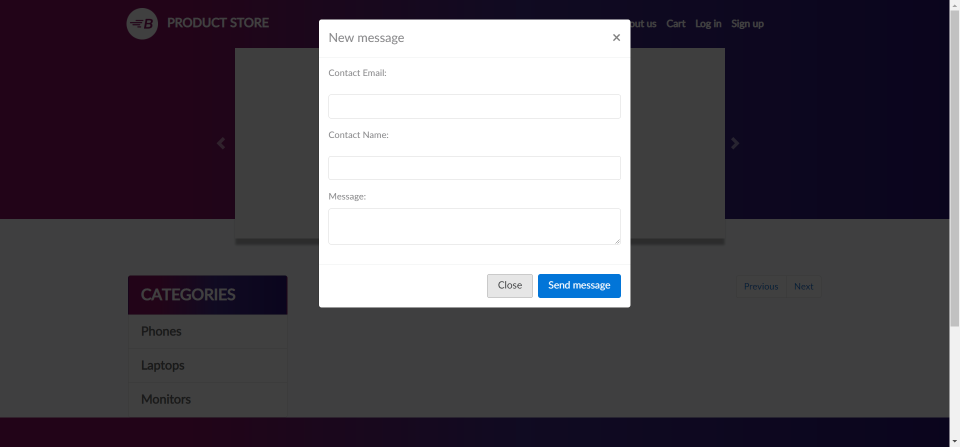 B PRODUCT STORE
out us Cart Log in Sign up
New message
×
Contact Email:
Contact Name:
Message:
Close Send message
CATEGORIES
Previous Next
Phones
Laptops
Monitors